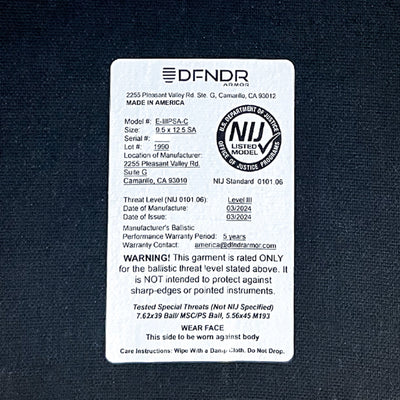 DFNDR
ARMOR
2255 Pleasant Valley Rd. Ste. G, Camarillo, CA 93012
MADE IN AMERICA
Model #: E-IIIPSA-C
Size: 9.5 x 12.5 SA
Serial #:
Lot #: 1990
Location of Manufacturer:
2255 Pleasant Valley Rd.
Suite G
Camarillo, CA 93010
U.S. DEPARTMENT OF JUSTICE
NIJ
LISTED
MODEL
OFFICE OF JUSTICE PROGRAMS
NIJ Standard 0101.06
Threat Level (NIJ 0101.06): Level III
Date of Manufacture: 03/2024
Date of Issue: 03/2024
Manufacturer's Ballistic
Performance Warranty Period: 5 years
Warranty Contact: america@dfndrarmor.com
WARNING! This garment is rated ONLY
for the ballistic threat level stated above. It
is NOT intended to protect against
sharp-edges or pointed instruments.
Tested Special Threats (Not NIJ Specified)
7.62x39 Ball/ MSC/PS Ball, 5.56x45 M193
WEAR FACE
This side to be worn against body
Care Instructions: Wipe With a Damp Cloth. Do Not Drop.